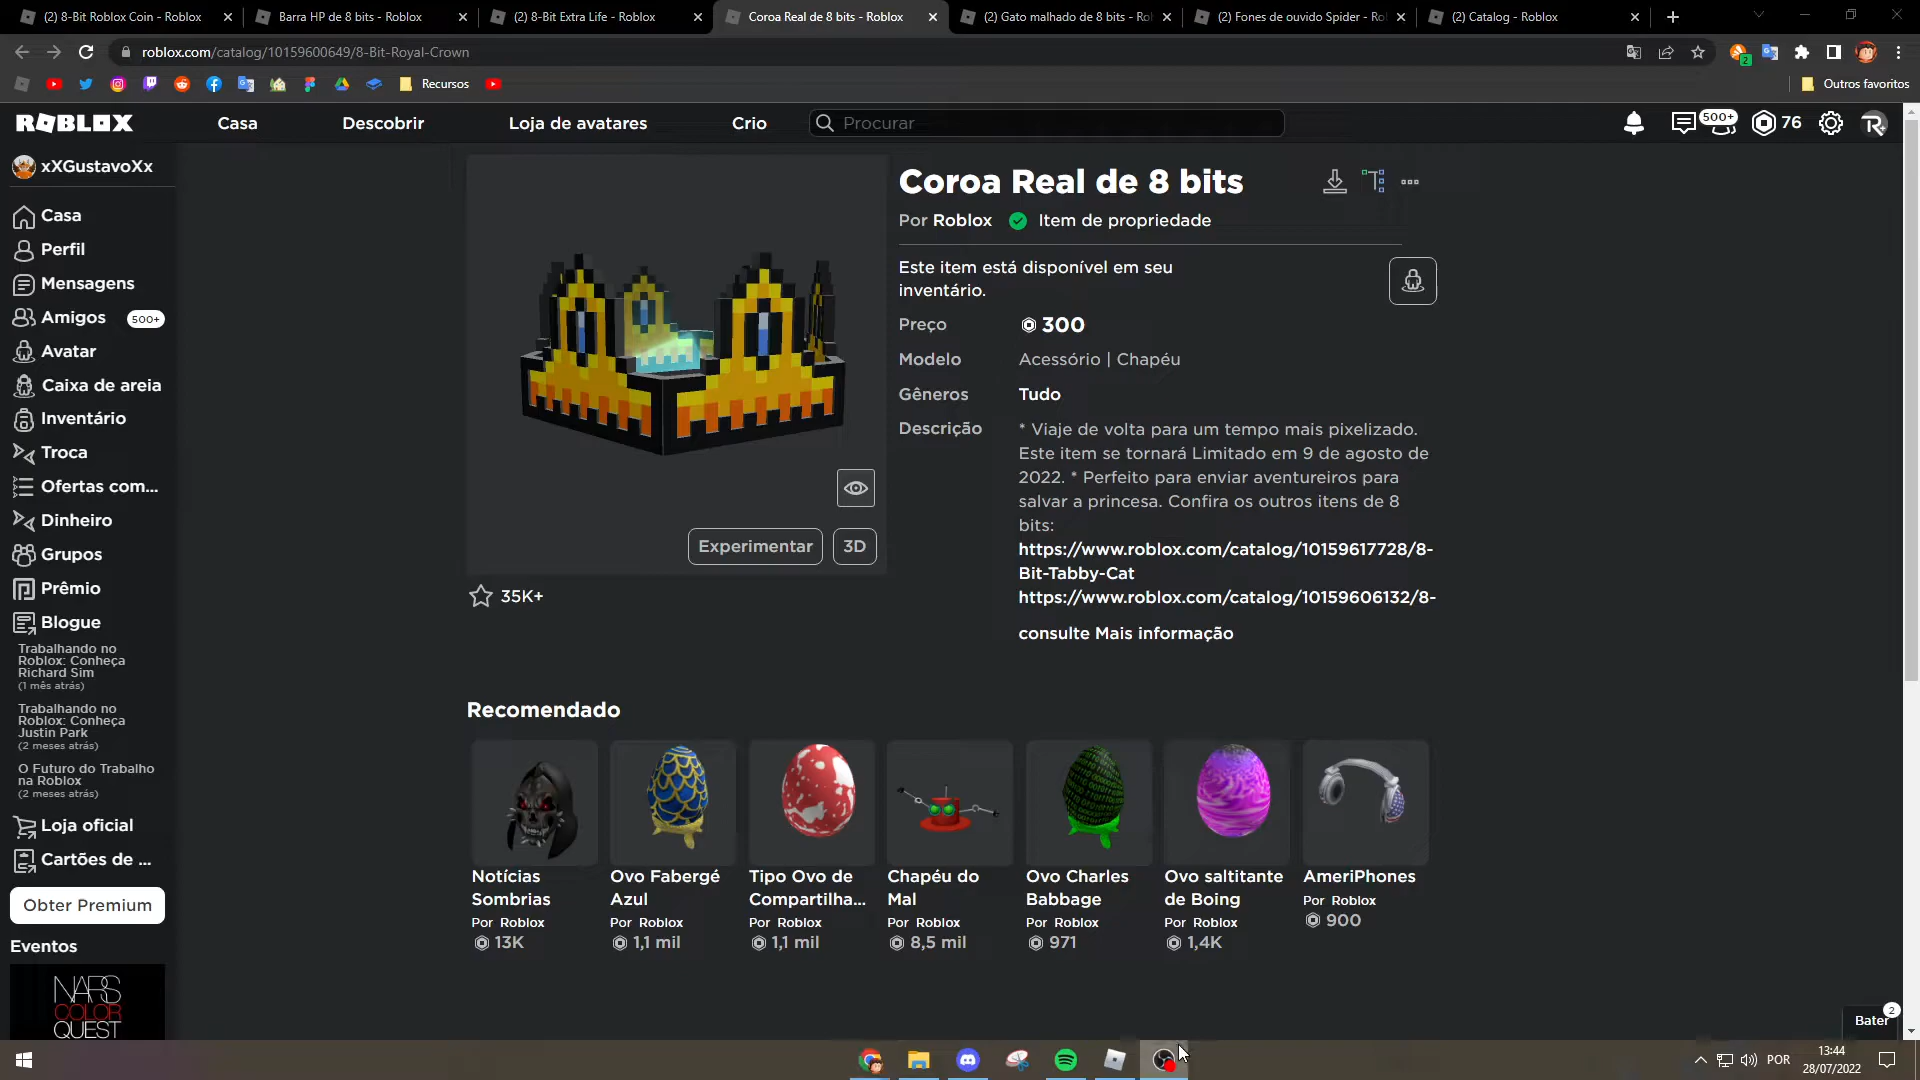 (2) 8-Bit Roblox Coin - Roblox
Barra HP de 8 bits - Roblox
(2) 8-Bit Extra Life - Roblox
Coroa Real de 8 bits - Roblox
(2) Gato malhado de 8 bits - Ro
(2) Fones de ouvido Spider - Ro
(2) Catalog - Roblox
roblox.com/catalog/10159600649/8-Bit-Royal-Crown
2
Recursos
Outros favoritos
ROBLOX
Casa
Descobrir
Loja de avatares
Crio
Procurar
500+
76
xXGustavoXx
Casa
Perfil
Mensagens
Amigos
500+
Avatar
Caixa de areia
Inventário
Troca
Ofertas com...
Dinheiro
Grupos
Prêmio
Blogue
Trabalhando no
Roblox: Conheça
Richard Sim
(1 mês atrás)
Trabalhando no
Roblox: Conheça
Justin Park
(2 meses atrás)
O Futuro do Trabalho
na Roblox
(2 meses atrás)
Loja oficial
Cartões de ...
Obter Premium
Eventos
NARS
COLOR
QUEST
Experimentar
3D
35K+
Coroa Real de 8 bits
Por Roblox
Item de propriedade
Este item está disponível em seu
inventário.
Preço
300
Modelo
Acessório | Chapéu
Gêneros
Tudo
Descrição
* Viaje de volta para um tempo mais pixelizado.
Este item se tornará Limitado em 9 de agosto de
2022. * Perfeito para enviar aventureiros para
salvar a princesa. Confira os outros itens de 8
bits:
https://www.roblox.com/catalog/10159617728/8-
Bit-Tabby-Cat
https://www.roblox.com/catalog/10159606132/8-
consulte Mais informação
Recomendado
Notícias
Sombrias
Por Roblox
13K
Ovo Fabergé
Azul
Por Roblox
1,1 mil
Tipo Ovo de
Compartilha...
Por Roblox
1,1 mil
Chapéu do
Mal
Por Roblox
8,5 mil
Ovo Charles
Babbage
Por Roblox
971
Ovo saltitante
de Boing
Por Roblox
1,4K
AmeriPhones
Por Roblox
900
Bater
2
POR
13:44
28/07/2022